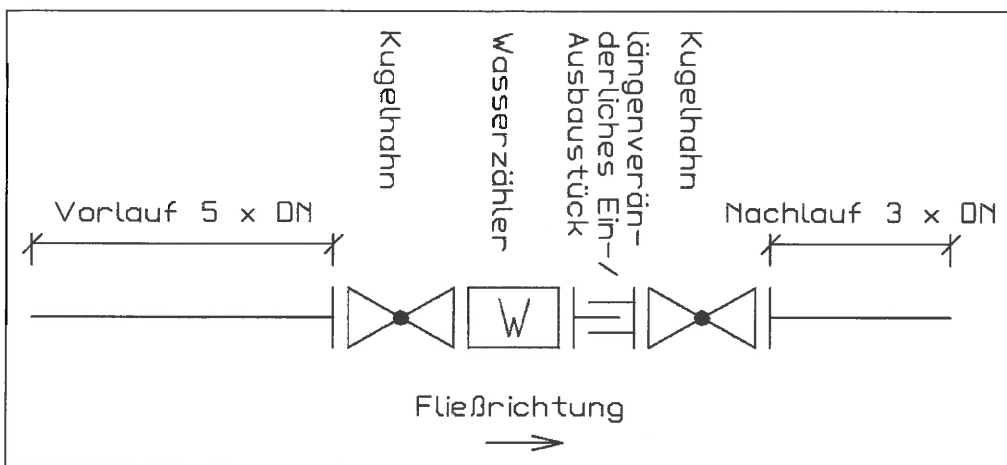 Kugelhahn
Wasserzähler
längenverän-
derliches Ein-/
Ausbaustück
Kugelhahn
Vorlauf 5 x DN
Nachlauf 3 x DN
W
Fließrichtung